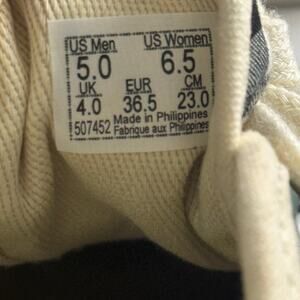 US Men US Women
5.0 6.5
UK EUR CM
4.0 36.5 23.0
507452 Made in Philippines
Fabrique aux Philippines